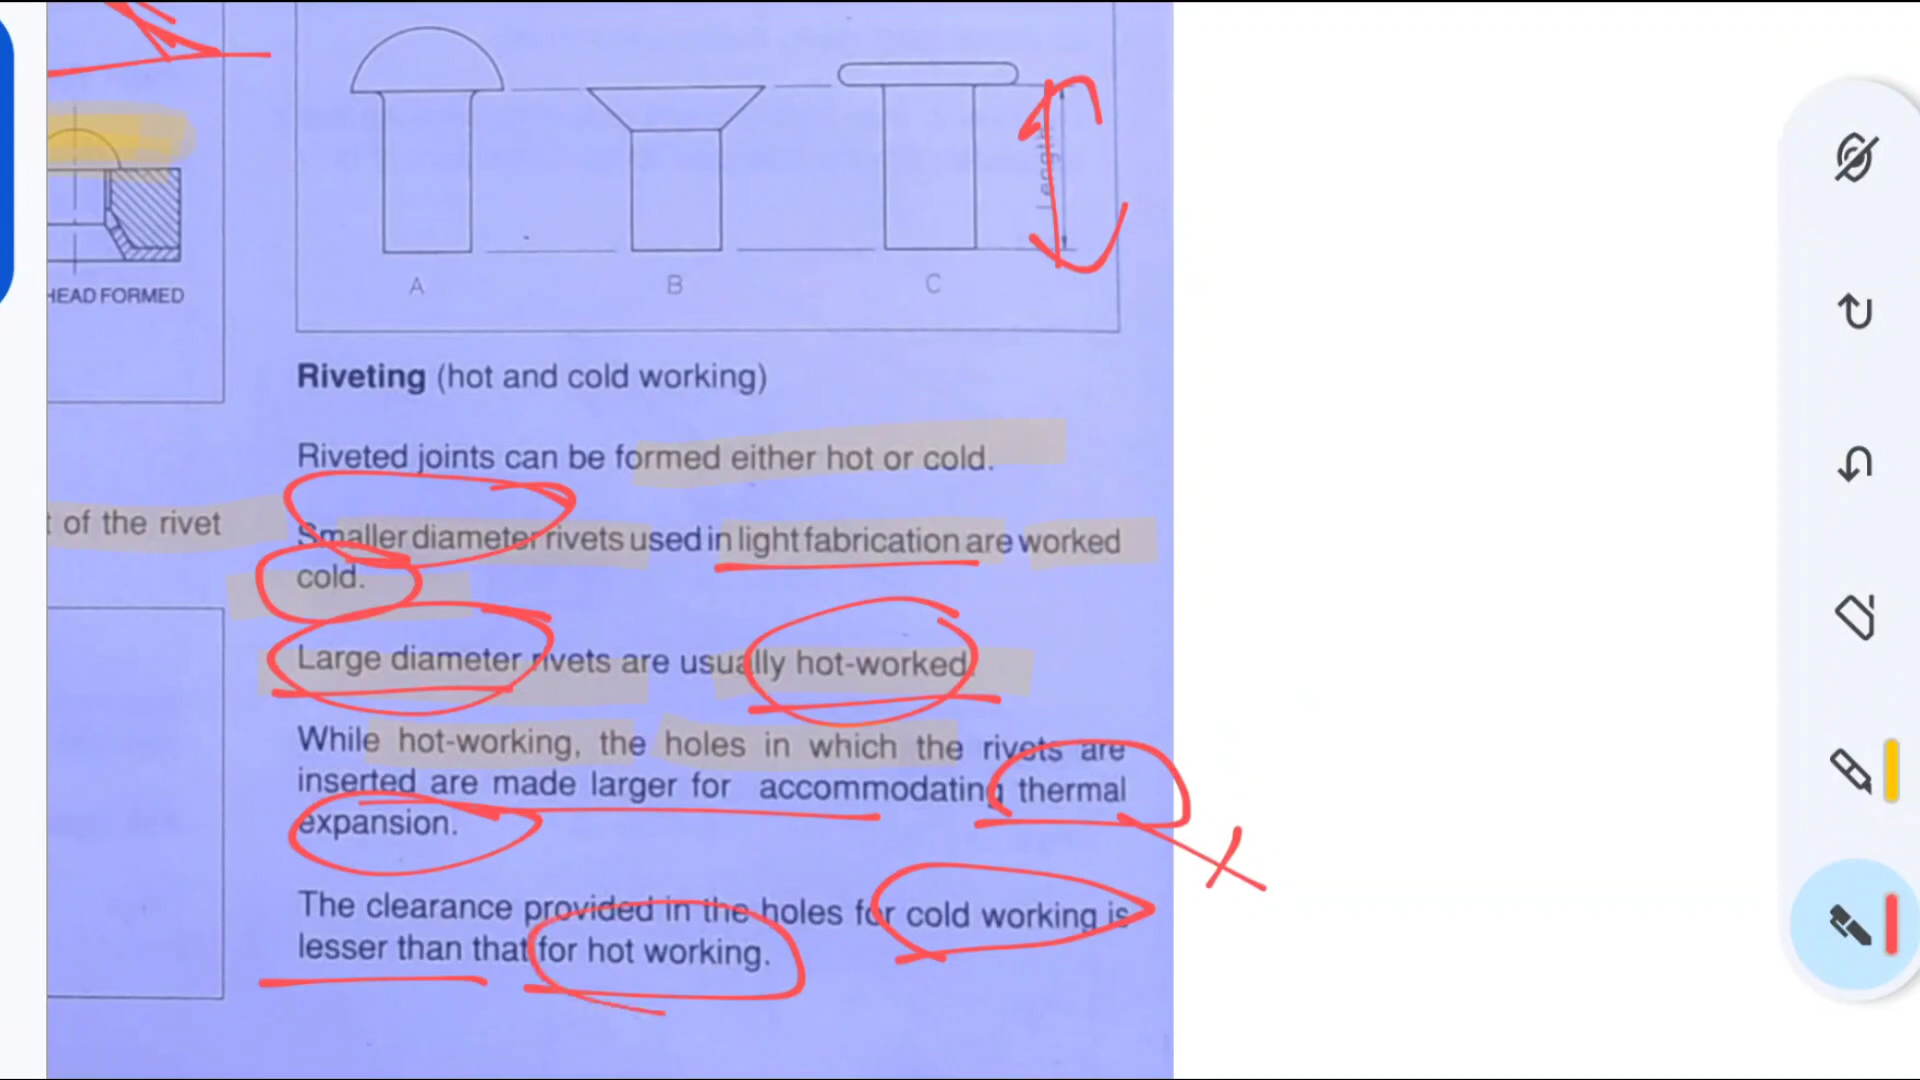 Length
A B C
HEAD FORMED
Riveting (hot and cold working)
Riveted joints can be formed either hot or cold.
of the rivet
Smaller diameter rivets used in light fabrication are worked
cold.
Large diameter rivets are usually hot-worked.
While hot-working, the holes in which the rivets are
inserted are made larger for accommodating thermal
expansion.
The clearance provided in the holes for cold working is
lesser than that for hot working.